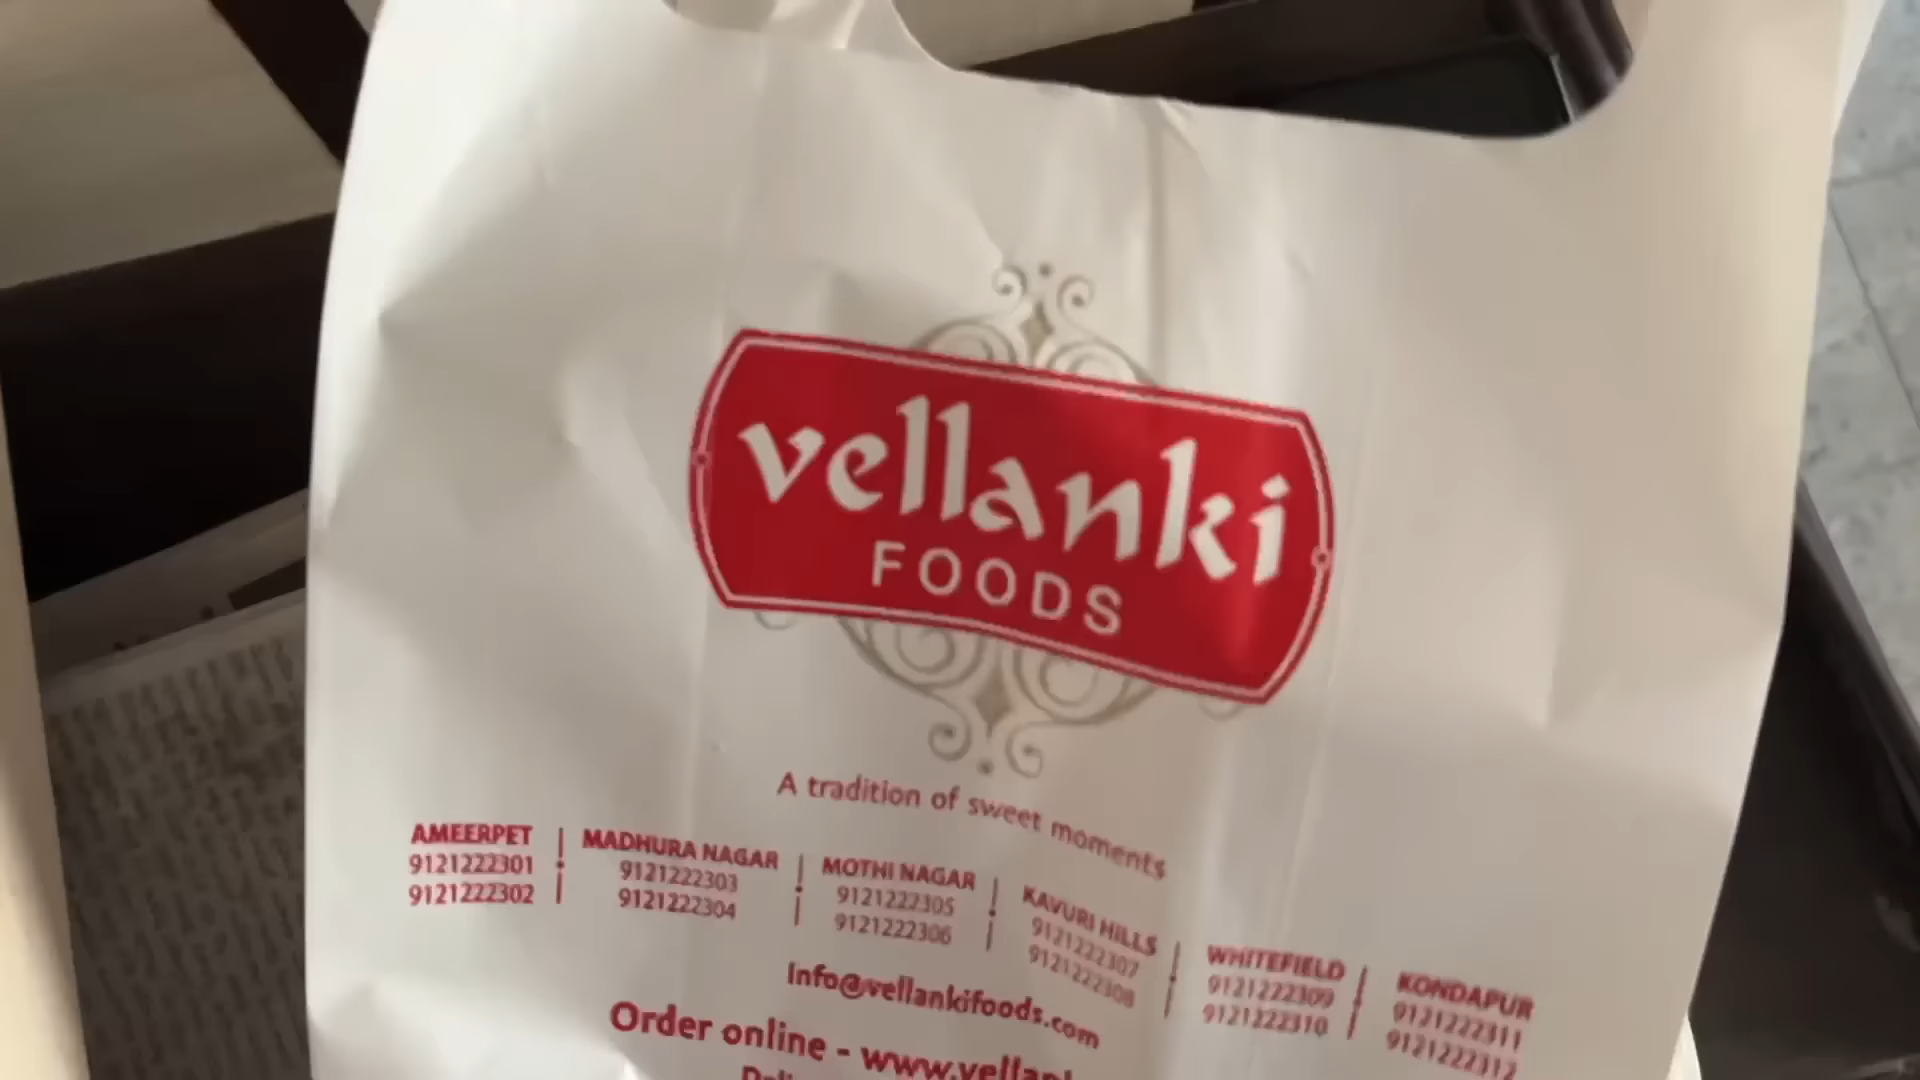 vellanki
FOODS
A tradition of sweet moments
AMEERPET
9121222301
9121222302
MADHURA NAGAR
9121222303
9121222304
MOTHI NAGAR
9121222305
9121222306
KAVURI HILLS
9121222307
9121222308
WHITEFIELD
9121222309
9121222310
KONDAPUR
9121222311
9121222312
Info@vellankifoods.com
Order online -